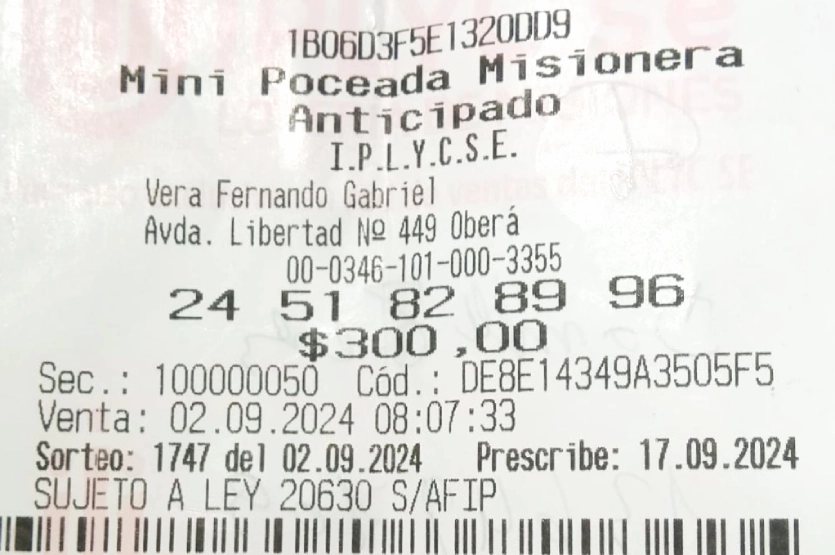 1B06D3F5E1320DD9
Mini Poceada Misionera
Anticipado
I.P.L.Y.C.S.E.
Vera Fernando Gabriel
Avda. Libertad Nº 449 Oberá
00-0346-101-000-3355
24 51 82 89 96
$300,00
Sec.: 100000050 Cód.: DE8E14349A3505F5
Venta: 02.09.2024 08:07:33
Sorteo: 1747 del 02.09.2024 Prescribe: 17.09.2024
SUJETO A LEY 20630 S/AFIP